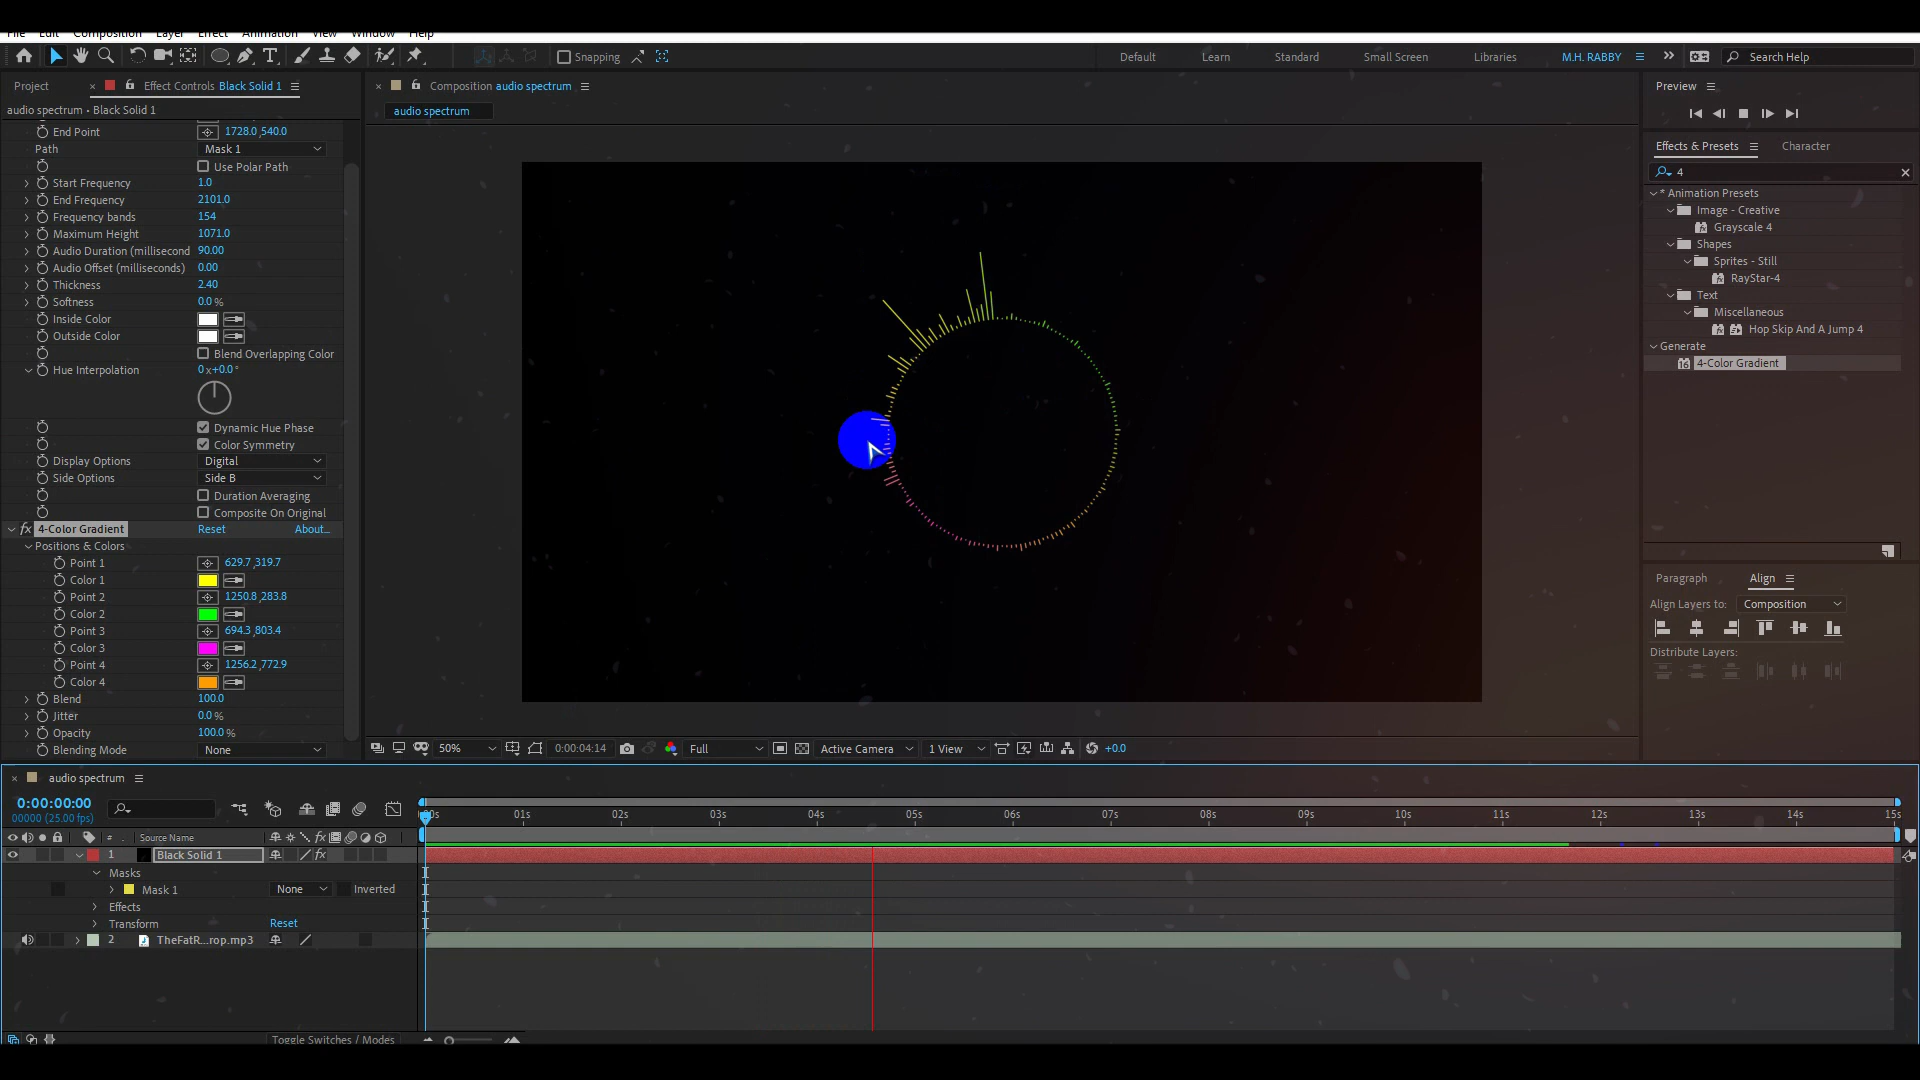 File Edit Composition Layer Effect Animation View Window Help
Snapping
Default Learn Standard Small Screen Libraries M.H. RABBY Search Help
Project Effect Controls Black Solid 1
audio spectrum • Black Solid 1
End Point 1728.0,540.0
Path Mask 1
Use Polar Path
Start Frequency 1.0
End Frequency 2101.0
Frequency bands 154
Maximum Height 1071.0
Audio Duration (millisecond 90.00
Audio Offset (milliseconds) 0.00
Thickness 2.40
Softness 0.0 %
Inside Color
Outside Color
Blend Overlapping Color
Hue Interpolation 0x+0.0°
Dynamic Hue Phase
Color Symmetry
Display Options Digital
Side Options Side B
Duration Averaging
Composite On Original
fx 4-Color Gradient Reset About...
Positions & Colors
Point 1 629.7,319.7
Color 1
Point 2 1250.8,283.8
Color 2
Point 3 694.3,803.4
Color 3
Point 4 1256.2,772.9
Color 4
Blend 100.0
Jitter 0.0 %
Opacity 100.0 %
Blending Mode None
Composition audio spectrum
audio spectrum
50% 0:00:04:14 Full Active Camera 1 View +0.0
Preview
Effects & Presets Character
4
* Animation Presets
Image - Creative
Grayscale 4
Shapes
Sprites - Still
RayStar-4
Text
Miscellaneous
Hop Skip And A Jump 4
Generate
4-Color Gradient
Paragraph Align
Align Layers to: Composition
Distribute Layers:
audio spectrum
0:00:00:00
00000 (25.00 fps)
0s 01s 02s 03s 04s 05s 06s 07s 08s 09s 10s 11s 12s 13s 14s 15s
# Source Name fx
1 Black Solid 1 fx
Masks
Mask 1 None Inverted
Effects
Transform Reset
2 TheFatR...rop.mp3
Toggle Switches / Modes